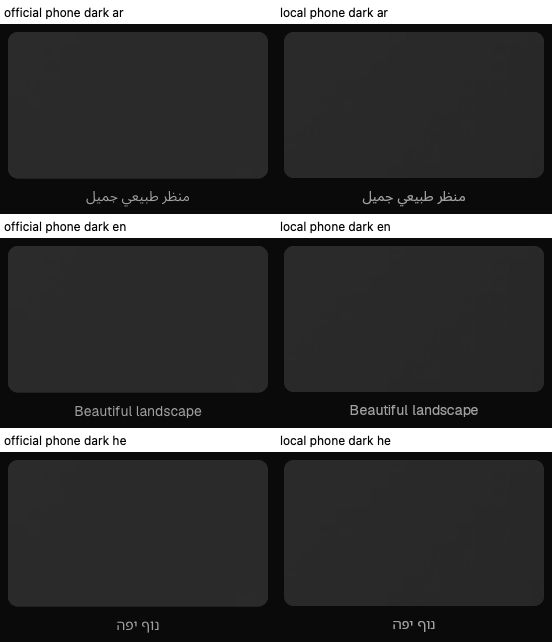 official phone dark ar
local phone dark ar
منظر طبيعي جميل
منظر طبيعي جميل
official phone dark en
local phone dark en
Beautiful landscape
Beautiful landscape
official phone dark he
local phone dark he
נוף יפה
נוף יפה